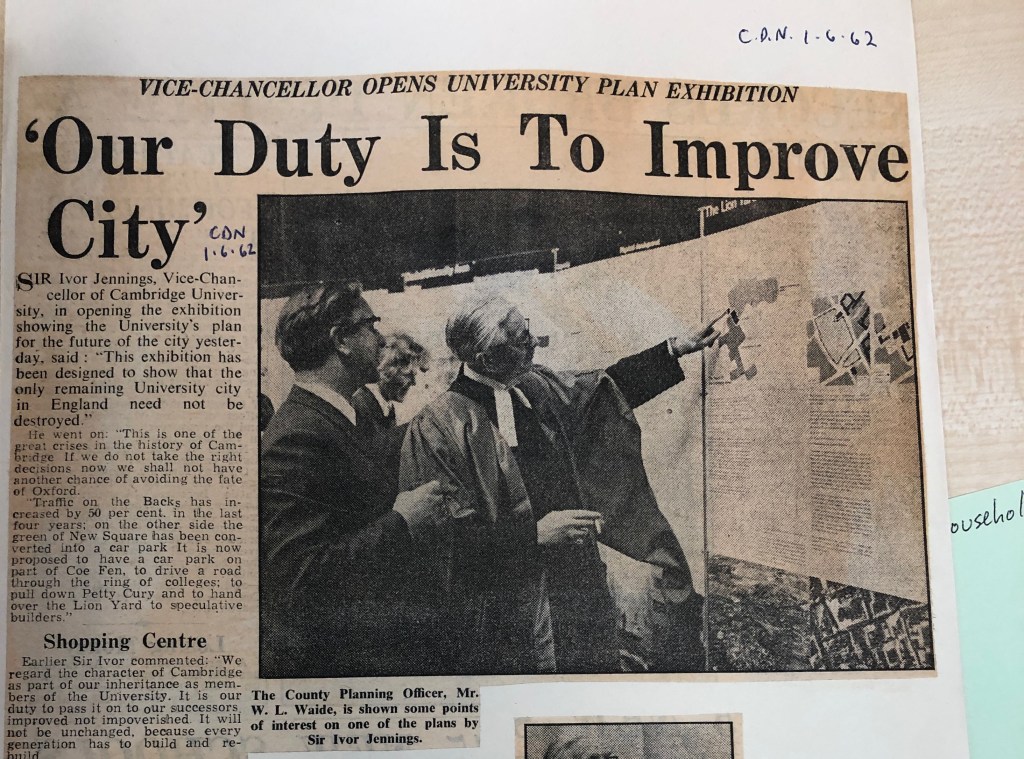 C.D.N. 1-6-62
VICE-CHANCELLOR OPENS UNIVERSITY PLAN EXHIBITION
'Our Duty Is To Improve
City'
CDN
1.6.62
The Lion
SIR Ivor Jennings, Vice-Chan-
cellor of Cambridge Univer-
sity, in opening the exhibition
showing the University's plan
for the future of the city yester-
day, said : "This exhibition has
been designed to show that the
only remaining University city
in England need not be
destroyed."
He went on: "This is one of the
great crises in the history of Cam-
bridge If we do not take the right
decisions now we shall not have
another chance of avoiding the fate
of Oxford.
"Traffic on the Backs has in-
creased by 50 per cent. in the last
four years; on the other side the
green of New Square has been con-
verted into a car park It is now
proposed to have a car park on
part of Coe Fen, to drive a road
through the ring of colleges; to
pull down Petty Cury and to hand
over the Lion Yard to speculative
builders."
Shopping Centre
Earlier Sir Ivor commented: "We
regard the character of Cambridge
as part of our inheritance as mem-
bers of the University. It is our
duty to pass it on to our successors
improved not impoverished. It will
not be unchanged, because every
generation has to build and re-
build
The County Planning Officer, Mr.
W. L. Waide, is shown some points
of interest on one of the plans by
Sir Ivor Jennings.
ousehol